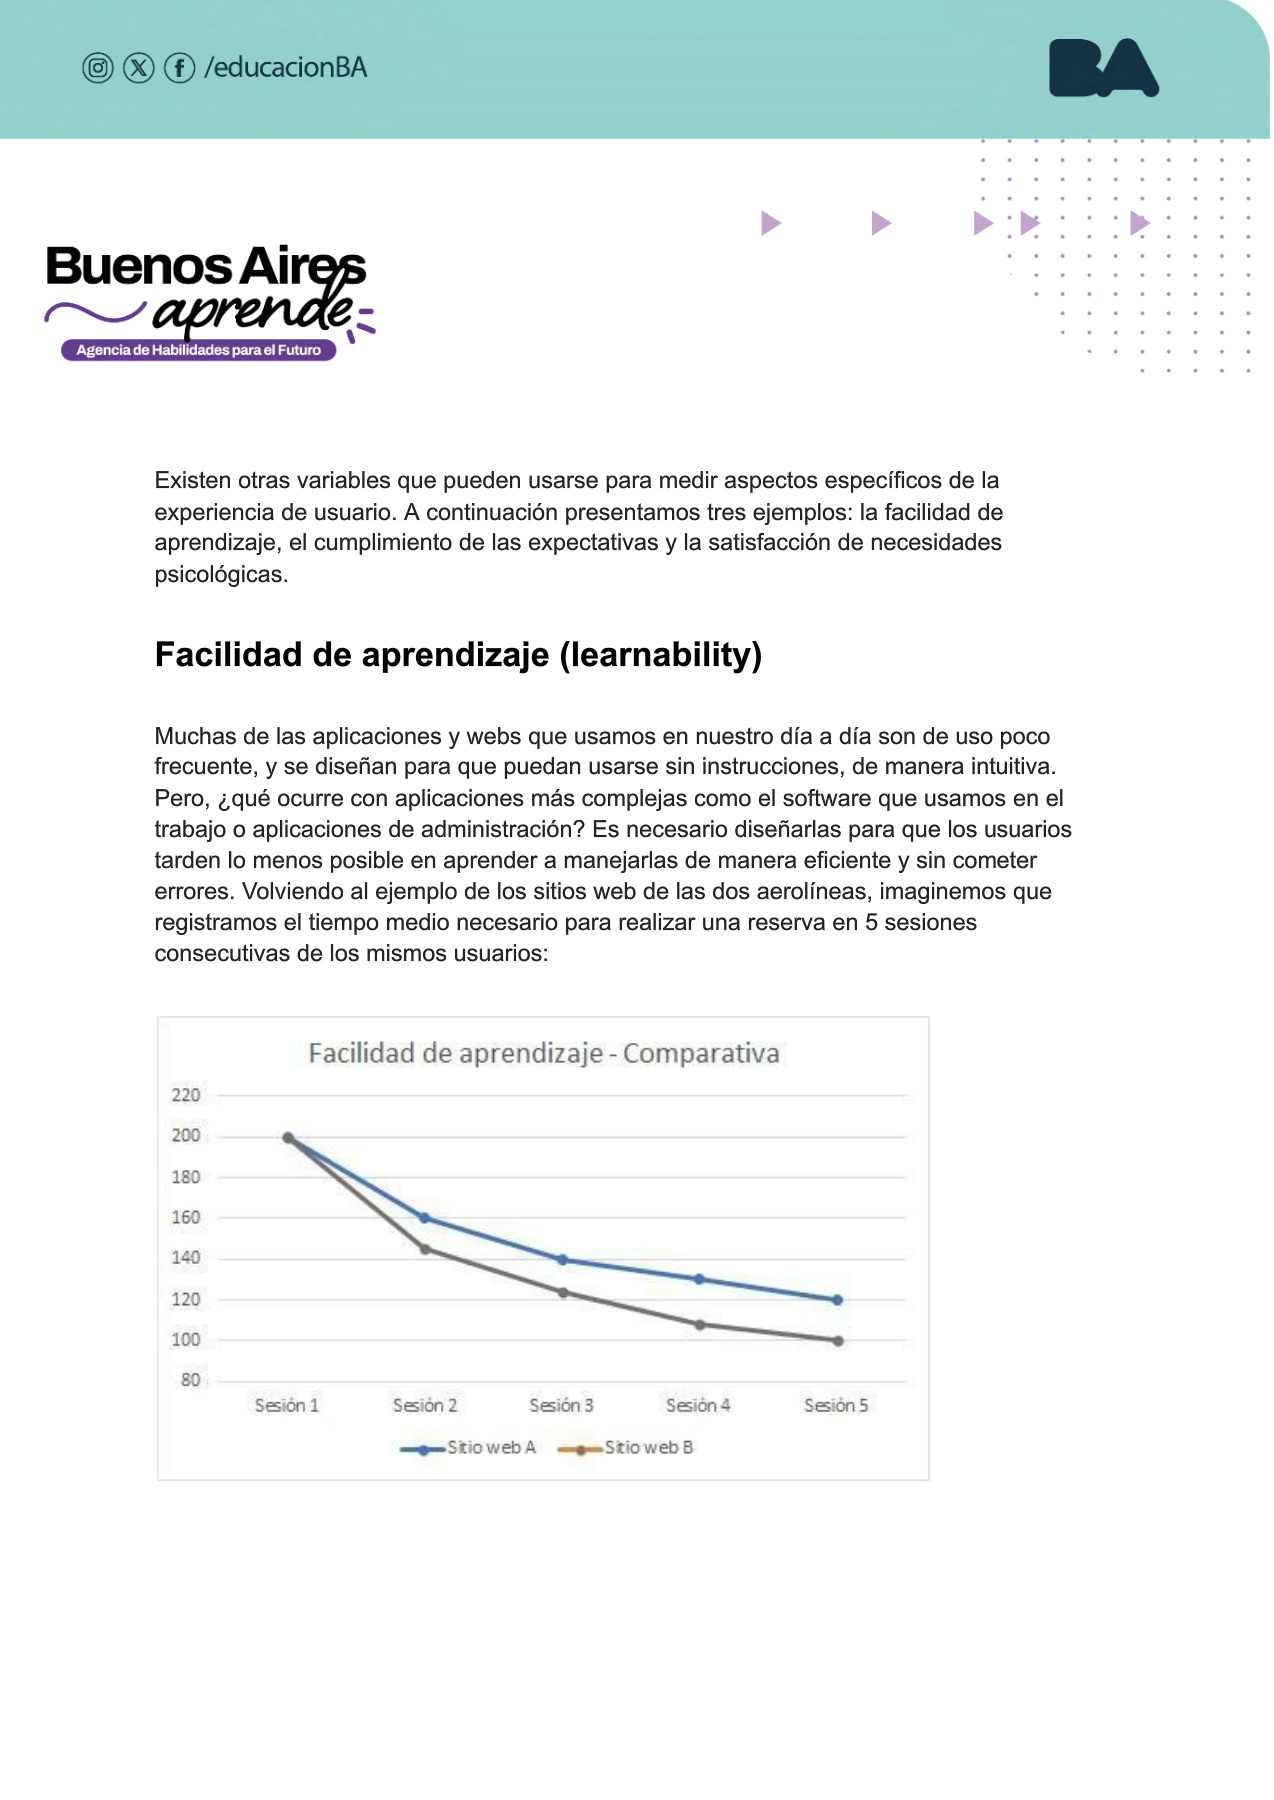 /educacionBA
BA
Buenos Aires
aprende
Agencia de Habilidades para el Futuro
Existen otras variables que pueden usarse para medir aspectos específicos de la
experiencia de usuario. A continuación presentamos tres ejemplos: la facilidad de
aprendizaje, el cumplimiento de las expectativas y la satisfacción de necesidades
psicológicas.
Facilidad de aprendizaje (learnability)
Muchas de las aplicaciones y webs que usamos en nuestro día a día son de uso poco
frecuente, y se diseñan para que puedan usarse sin instrucciones, de manera intuitiva.
Pero, ¿qué ocurre con aplicaciones más complejas como el software que usamos en el
trabajo o aplicaciones de administración? Es necesario diseñarlas para que los usuarios
tarden lo menos posible en aprender a manejarlas de manera eficiente y sin cometer
errores. Volviendo al ejemplo de los sitios web de las dos aerolíneas, imaginemos que
registramos el tiempo medio necesario para realizar una reserva en 5 sesiones
consecutivas de los mismos usuarios:
Facilidad de aprendizaje - Comparativa
220
200
180
160
140
120
100
80
Sesión 1 Sesión 2 Sesión 3 Sesión 4 Sesión 5
Sitio web A Sitio web B